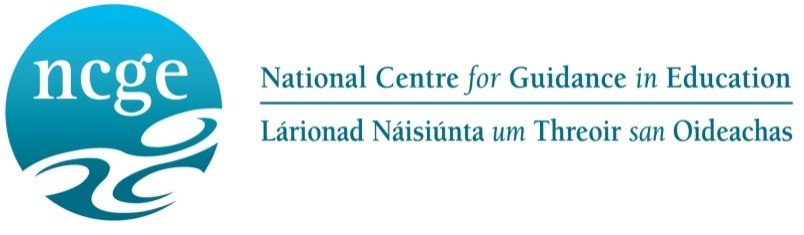 ncge
National Centre for Guidance in Education
Lárionad Náisiúnta um Threoir san Oideachas